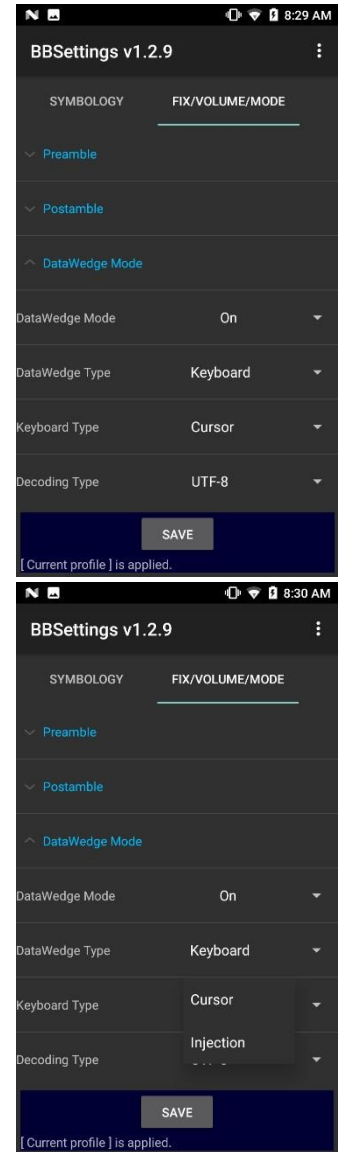 8:29 AM
BBSettings v1.2.9
SYMBOLOGY FIX/VOLUME/MODE
Preamble
Postamble
DataWedge Mode
DataWedge Mode On
DataWedge Type Keyboard
Keyboard Type Cursor
Decoding Type UTF-8
SAVE
[ Current profile ] is applied.
8:30 AM
BBSettings v1.2.9
SYMBOLOGY FIX/VOLUME/MODE
Preamble
Postamble
DataWedge Mode
DataWedge Mode On
DataWedge Type Keyboard
Cursor
Keyboard Type
Injection
Decoding Type
SAVE
[ Current profile ] is applied.